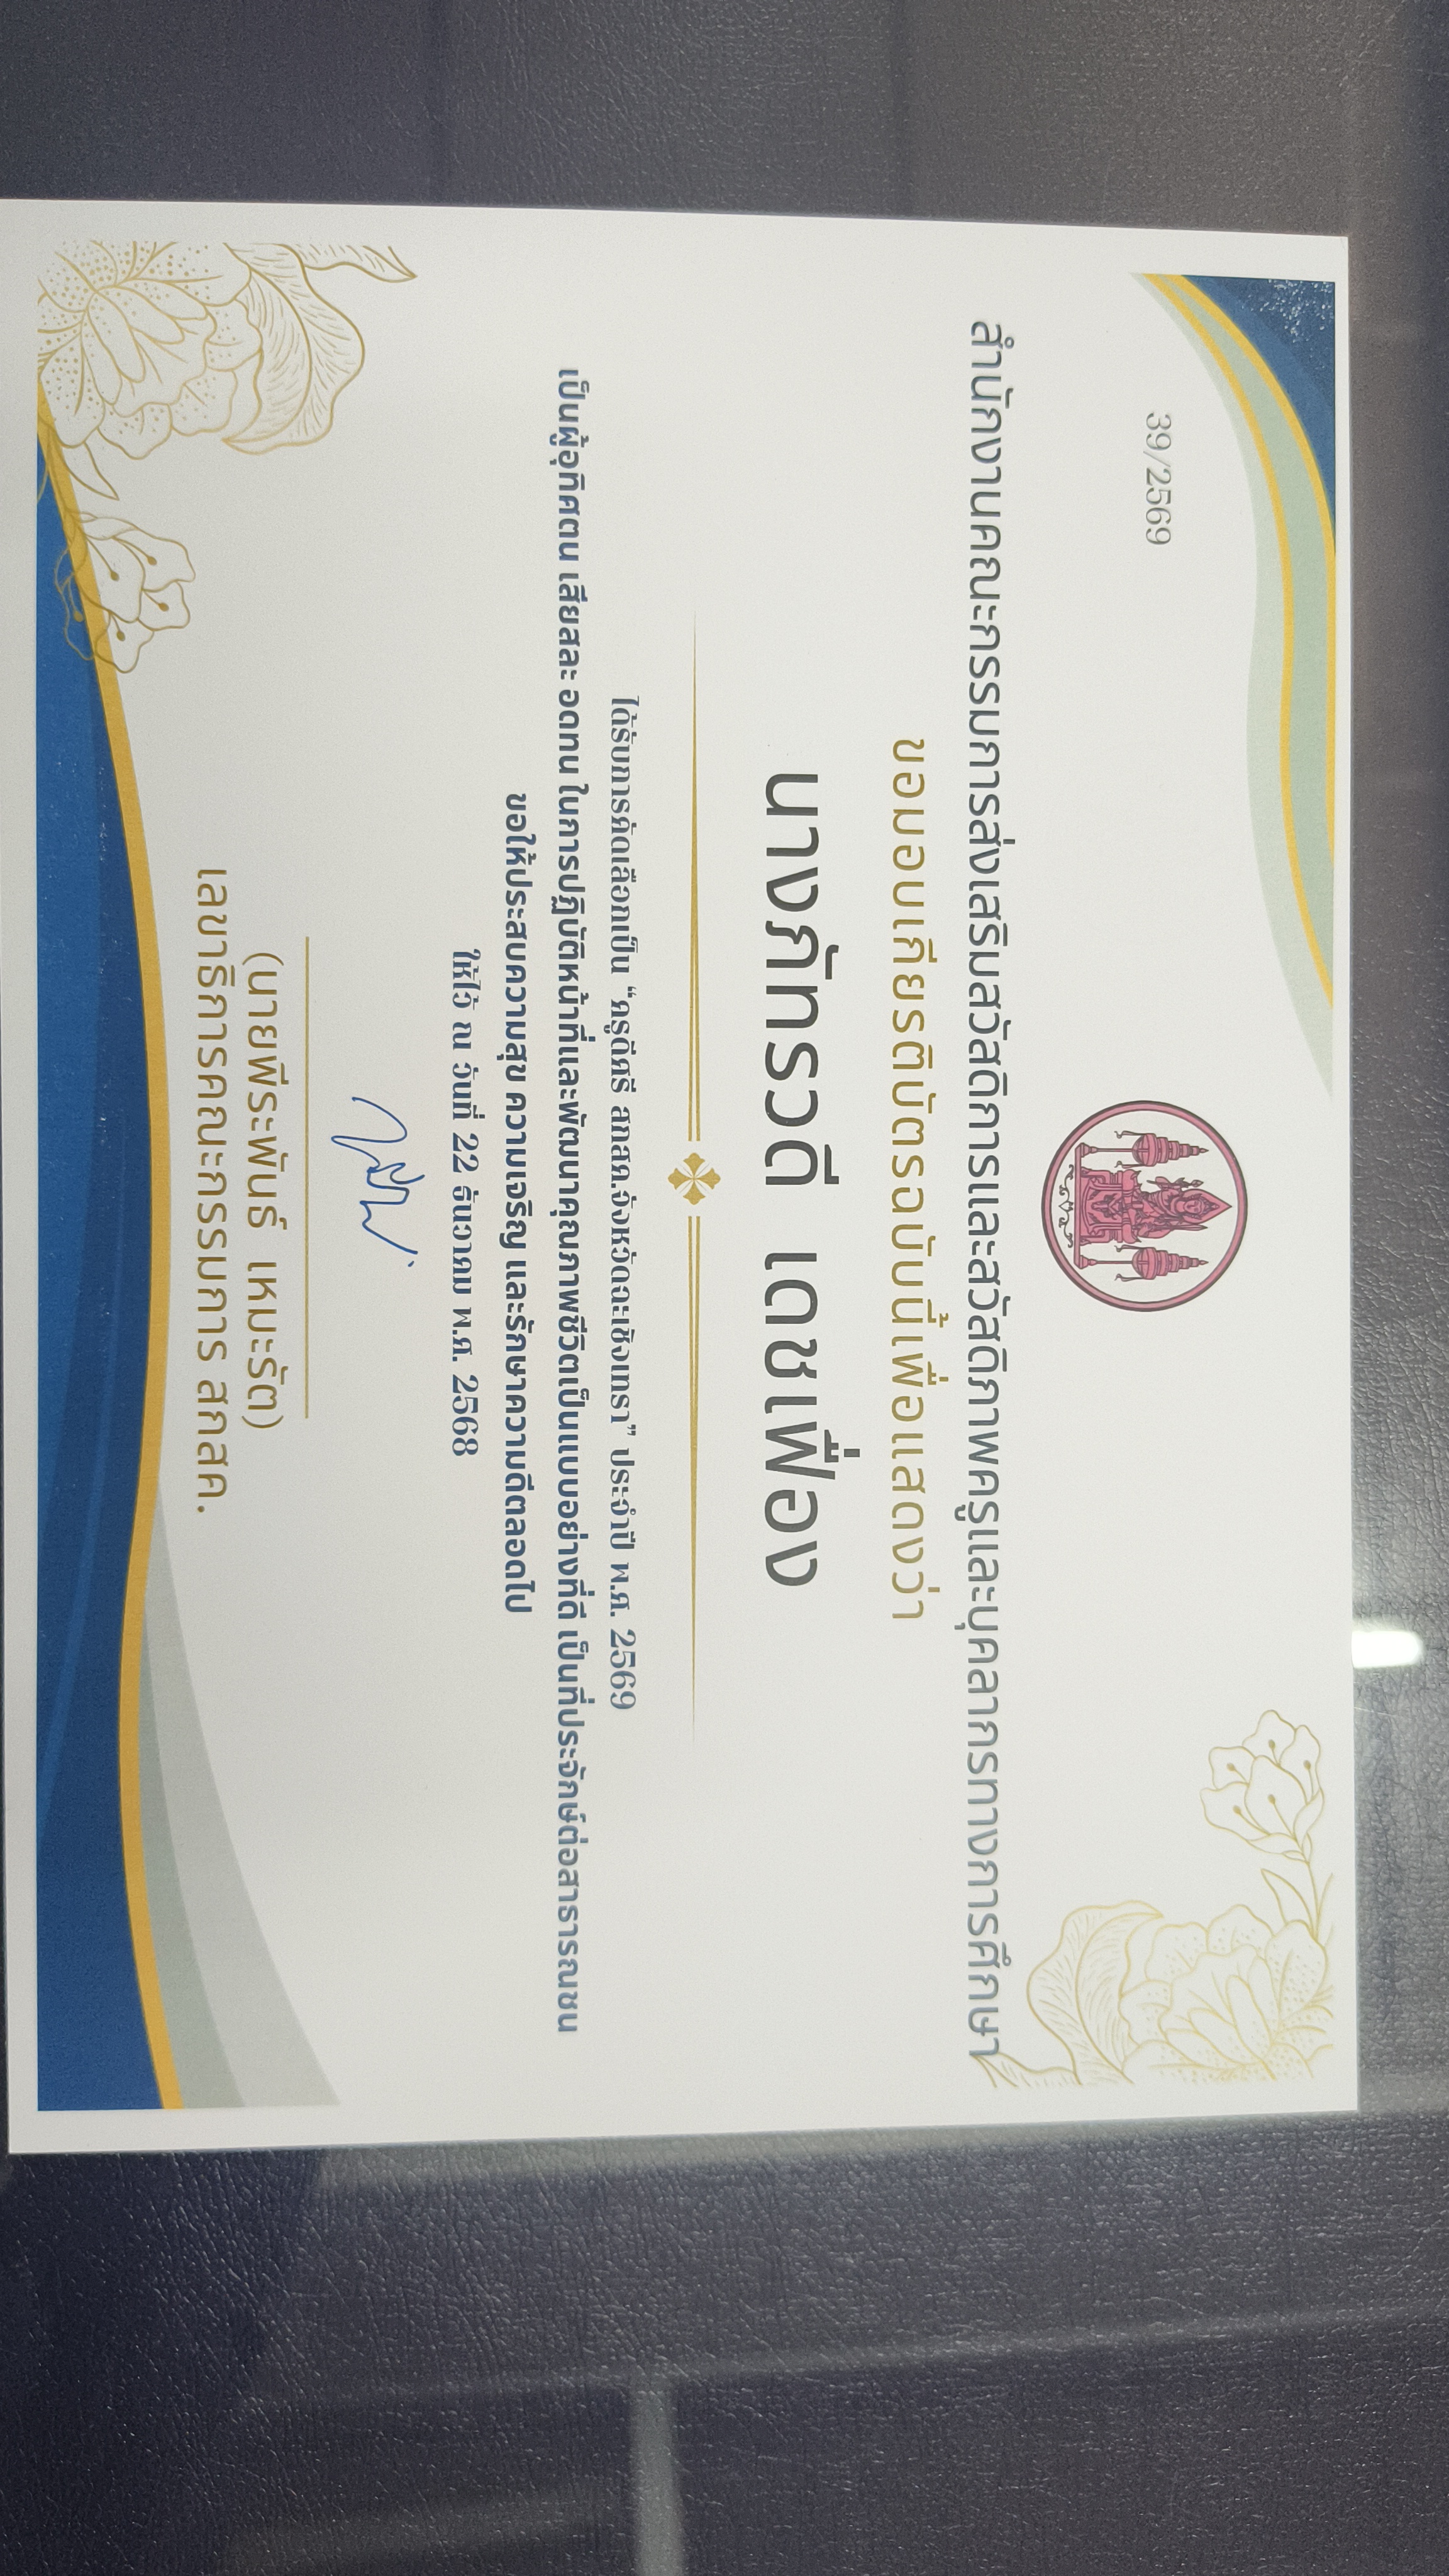 39/2569
สำนักงานคณะกรรมการส่งเสริมสวัสดิการและสวัสดิภาพครูและบุคลากรทางการศึกษา
ขอมอบเกียรติบัตรฉบับนี้เพื่อแสดงว่า
นางภัทรวดี เดชเฟื่อง
ได้รับการคัดเลือกเป็น “ครูดีศรี สกสค.จังหวัดฉะเชิงเทรา” ประจำปี พ.ศ. 2569
เป็นผู้อุทิศตน เสียสละ อดทน ในการปฏิบัติหน้าที่และพัฒนาคุณภาพชีวิตเป็นแบบอย่างที่ดี เป็นที่ประจักษ์ต่อสาธารณชน
ขอให้ประสบความสุข ความเจริญ และรักษาความดีตลอดไป
ให้ไว้ ณ วันที่ 22 ธันวาคม พ.ศ. 2568
(นายพีระพันธ์ เหมะรัต)
เลขาธิการคณะกรรมการ สกสค.